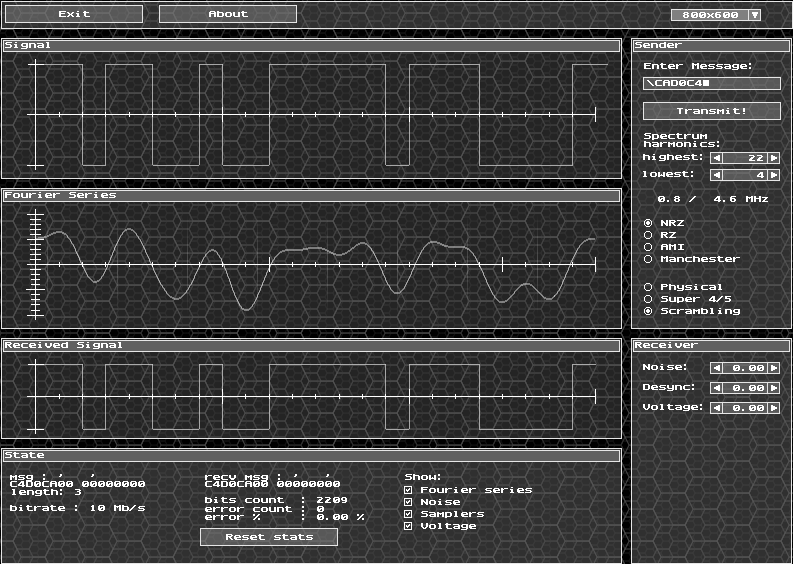 Exit
About
800x600
Signal
Fourier Series
Received Signal
State
msg : ' '
C4D0CA00 00000000
length: 3
bitrate : 10 Mb/s
recv msg : ' '
C4D0CA00 00000000
bits count : 2209
error count : 0
error % : 0.00 %
Reset stats
Show:
Fourier series
Noise
Samplers
Voltage
Sender
Enter Message:
\CAD0C4
Transmit!
Spectrum
harmonics:
highest: 22
lowest: 4
0.8 / 4.6 MHz
NRZ
RZ
AMI
Manchester
Physical
Super 4/5
Scrambling
Receiver
Noise: 0.00
Desync: 0.00
Voltage: 0.00